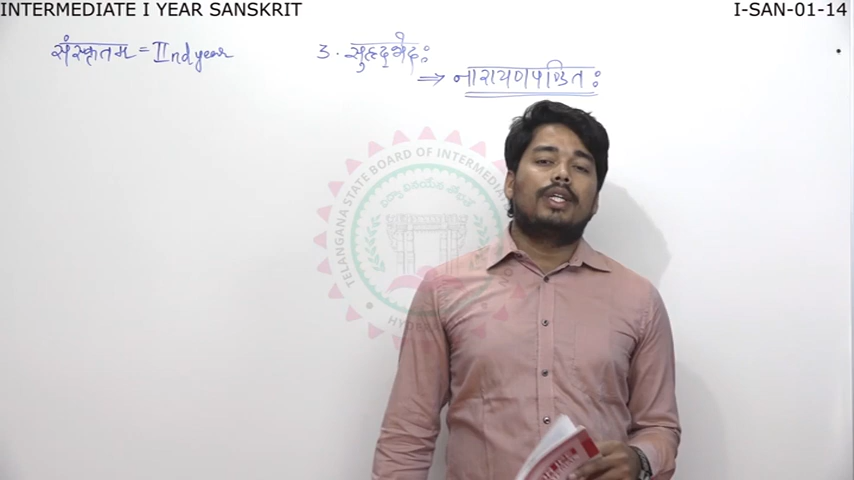 INTERMEDIATE I YEAR SANSKRIT
I-SAN-01-14
संस्कृतम = IInd year
3. सुहृद्भेदः
⇒ नारायणपण्डितः
TELANGANA STATE BOARD OF INTERMEDIATE